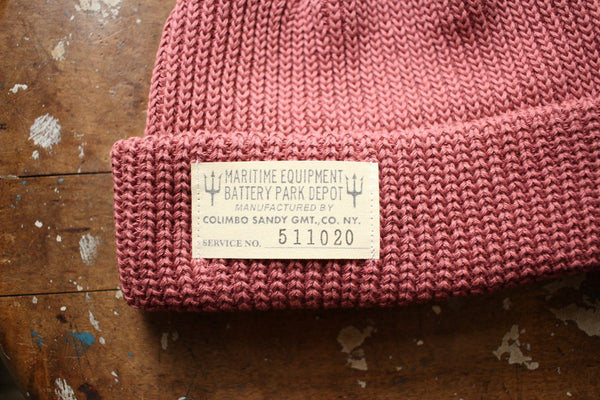 MARITIME EQUIPMENT
BATTERY PARK DEPOT
MANUFACTURED BY
COLIMBO SANDY GMT., CO. NY.
SERVICE NO. 511020